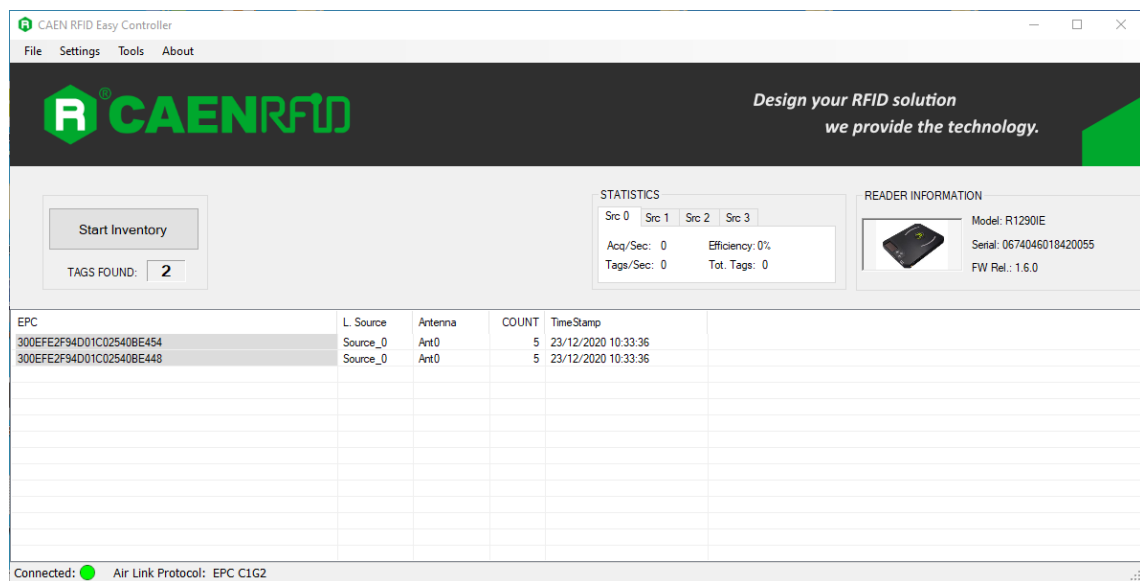 CAEN RFID Easy Controller
File Settings Tools About
R® CAENRFID
Design your RFID solution
we provide the technology.
Start Inventory
TAGS FOUND: 2
STATISTICS
Src 0 Src 1 Src 2 Src 3
Acq/Sec: 0 Efficiency: 0%
Tags/Sec: 0 Tot. Tags: 0
READER INFORMATION
Model: R1290IE
Serial: 0674046018420055
FW Rel.: 1.6.0
EPC L. Source Antenna COUNT TimeStamp
300EFE2F94D01C02540BE454 Source_0 Ant0 5 23/12/2020 10:33:36
300EFE2F94D01C02540BE448 Source_0 Ant0 5 23/12/2020 10:33:36
Connected: Air Link Protocol: EPC C1G2